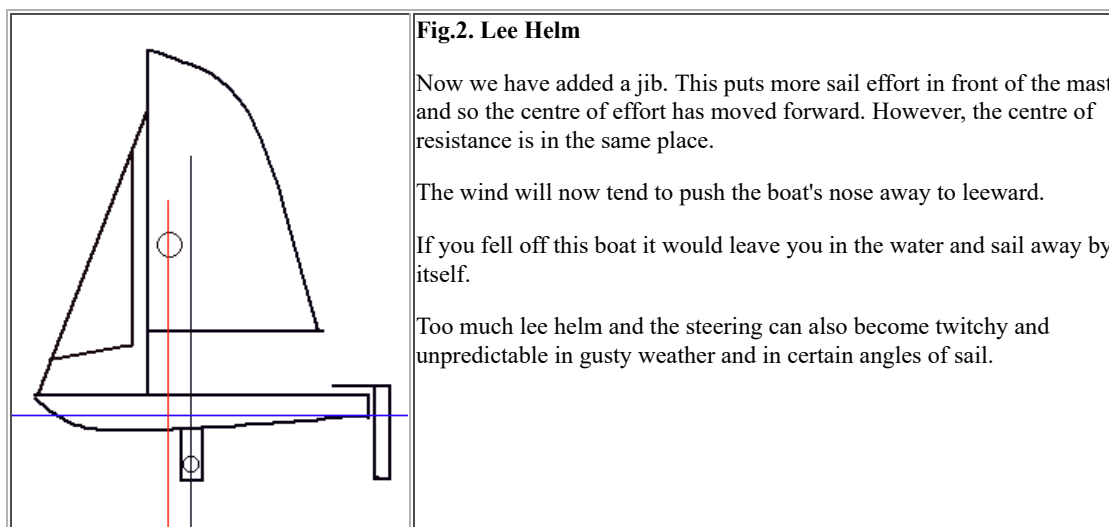 Fig.2. Lee Helm
Now we have added a jib. This puts more sail effort in front of the mast
and so the centre of effort has moved forward. However, the centre of
resistance is in the same place.
The wind will now tend to push the boat's nose away to leeward.
If you fell off this boat it would leave you in the water and sail away by
itself.
Too much lee helm and the steering can also become twitchy and
unpredictable in gusty weather and in certain angles of sail.